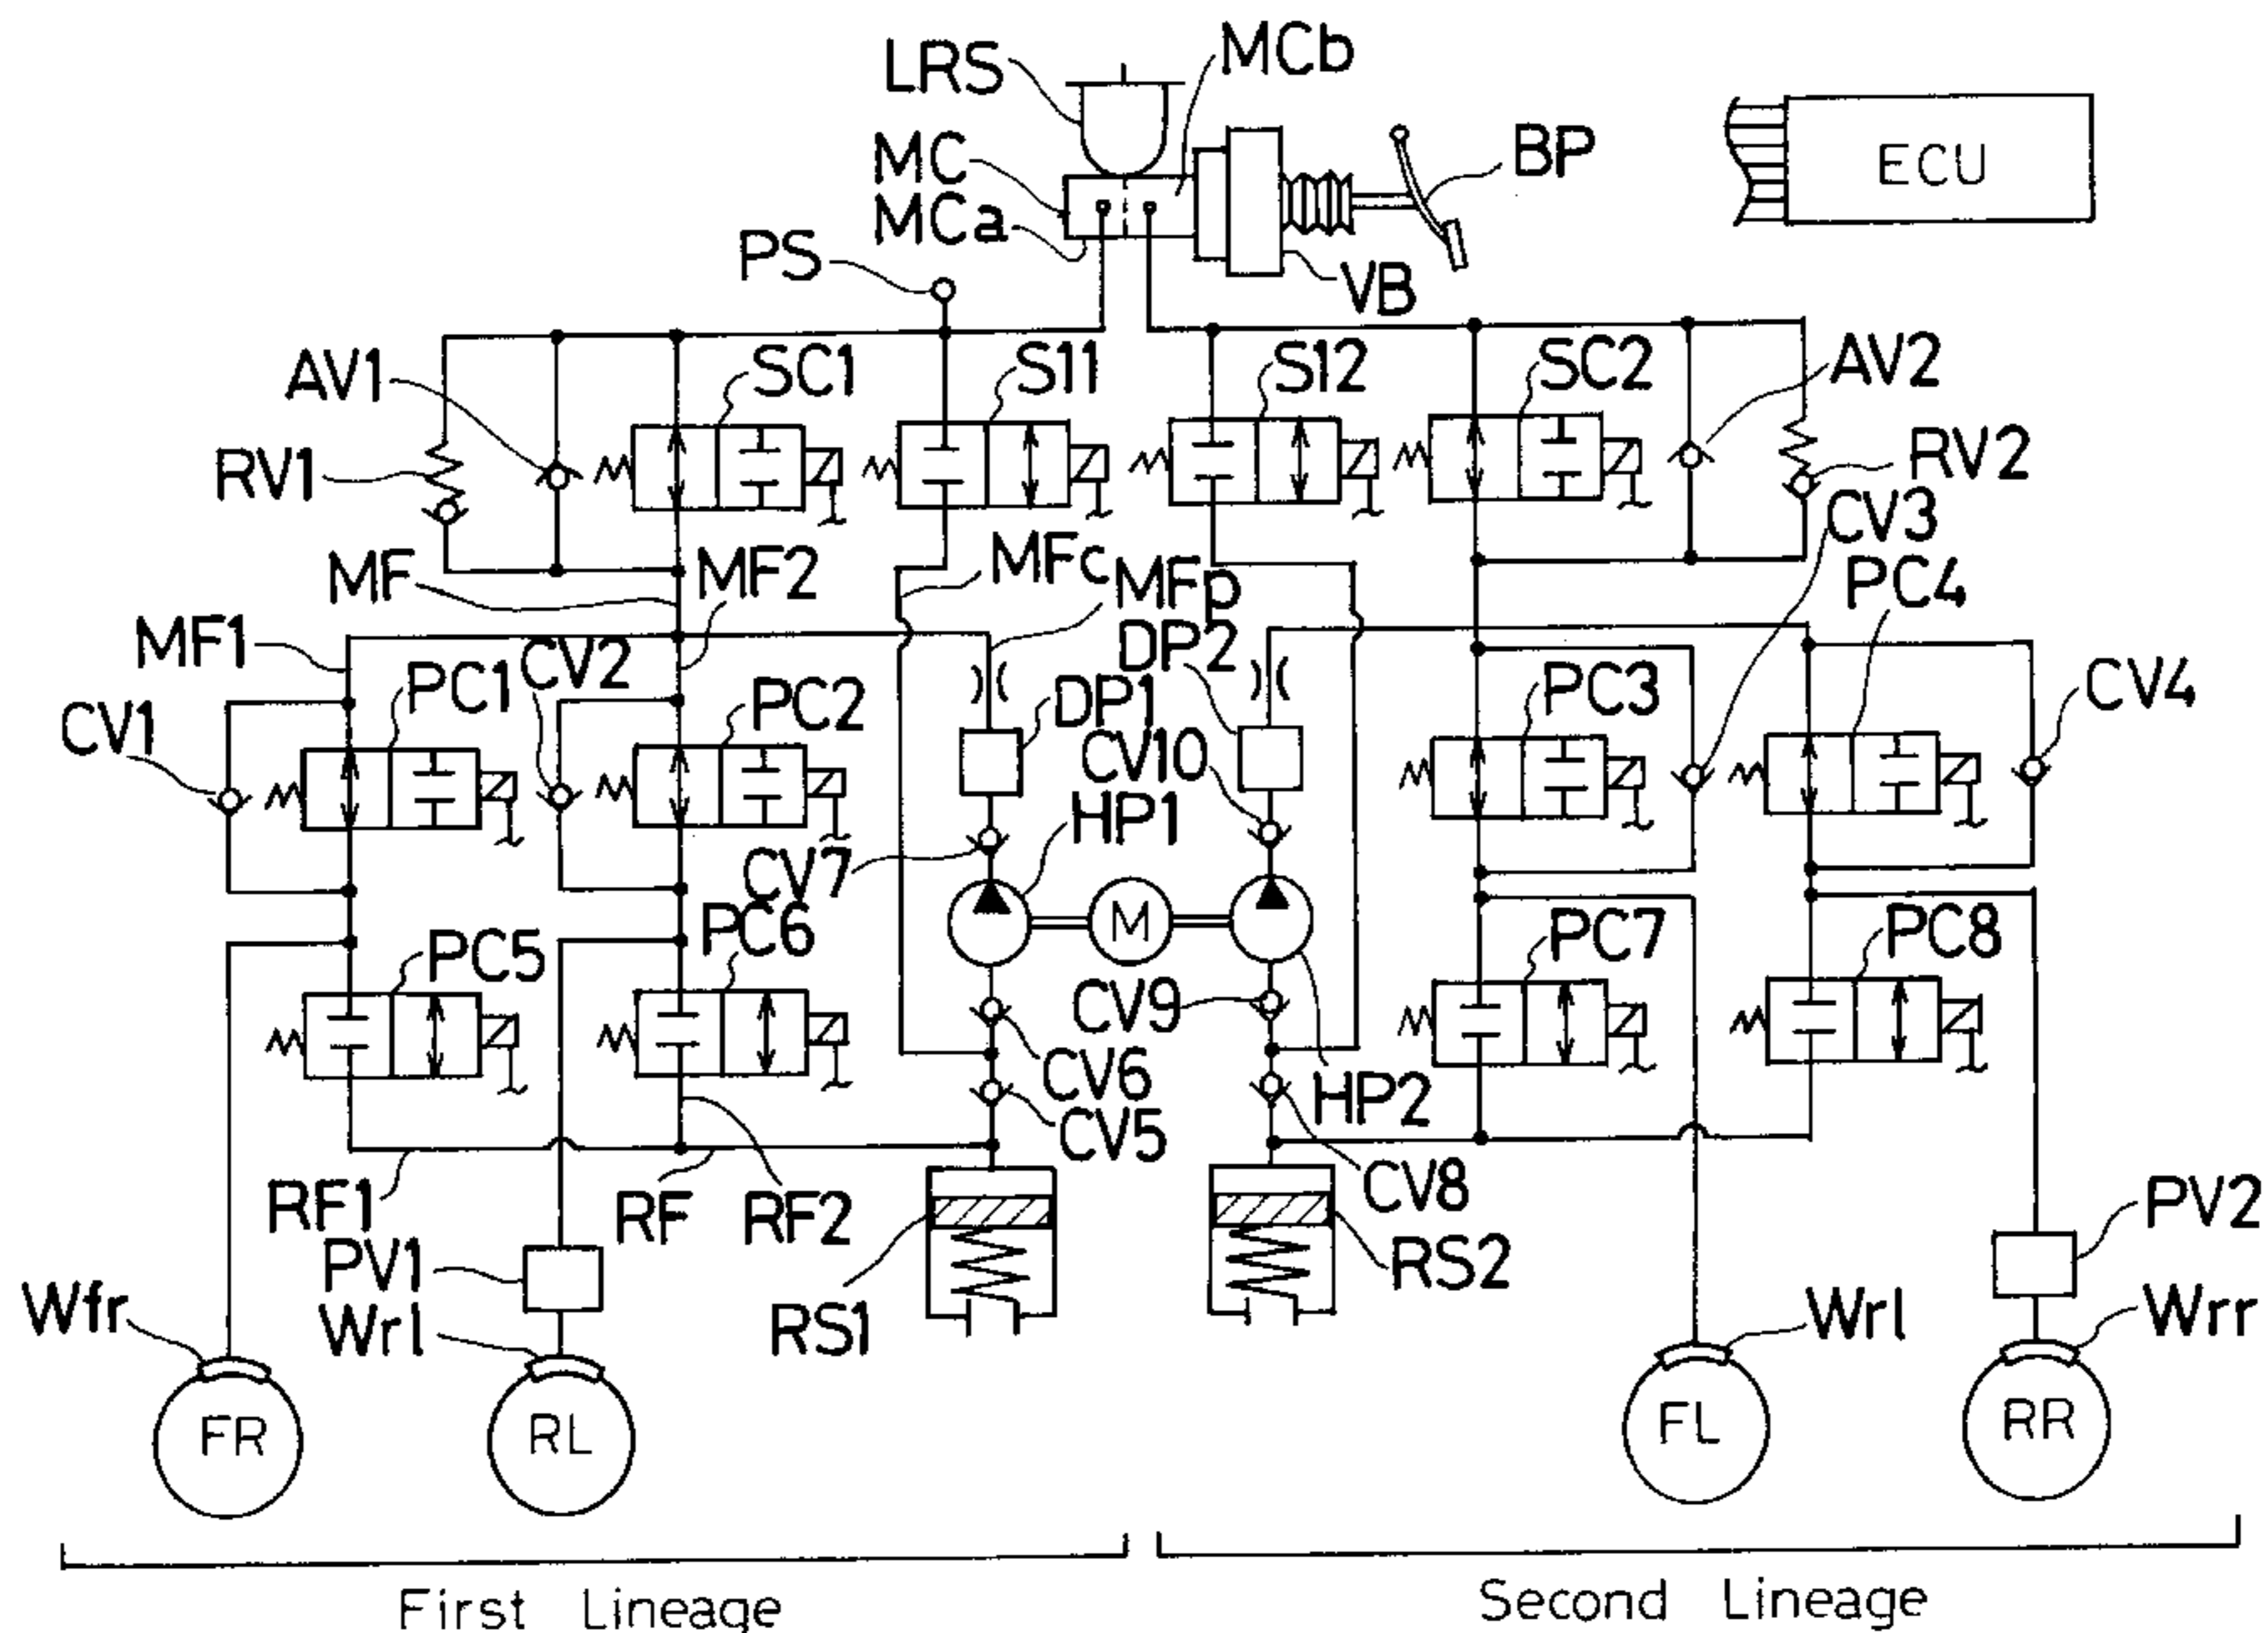 LRS
MCb
MC
MCa
BP
ECU
PS
VB
AV1
SC1
S11
S12
SC2
AV2
RV1
RV2
CV3
MF
MF2
MFc
MFp
PC4
MF1
CV2
DP2
PC1
PC2
DP1
PC3
CV4
CV1
CV10
HP1
CV7
M
PC5
PC6
CV9
PC7
PC8
CV6
CV5
HP2
CV8
RF1
RF
RF2
PV1
PV2
RS1
RS2
Wfr
Wrl
Wrl
Wrr
FR
RL
FL
RR
First Lineage
Second Lineage